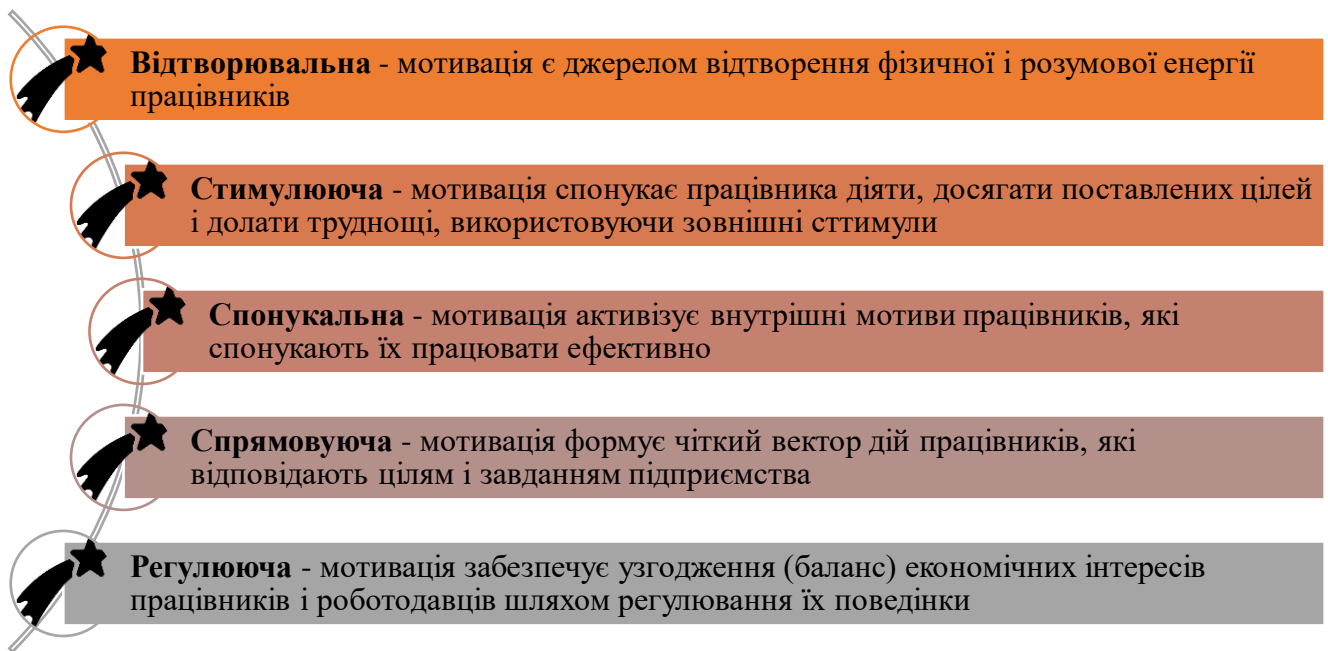 Відтворювальна - мотивація є джерелом відтворення фізичної і розумової енергії
працівників
Стимулююча - мотивація спонукає працівника діяти, досягати поставлених цілей
і долати труднощі, використовуючи зовнішні сттимули
Спонукальна - мотивація активізує внутрішні мотиви працівників, які
спонукають їх працювати ефективно
Спрямовуюча - мотивація формує чіткий вектор дій працівників, які
відповідають цілям і завданням підприємства
Регулююча - мотивація забезпечує узгодження (баланс) економічних інтересів
працівників і роботодавців шляхом регулювання їх поведінки